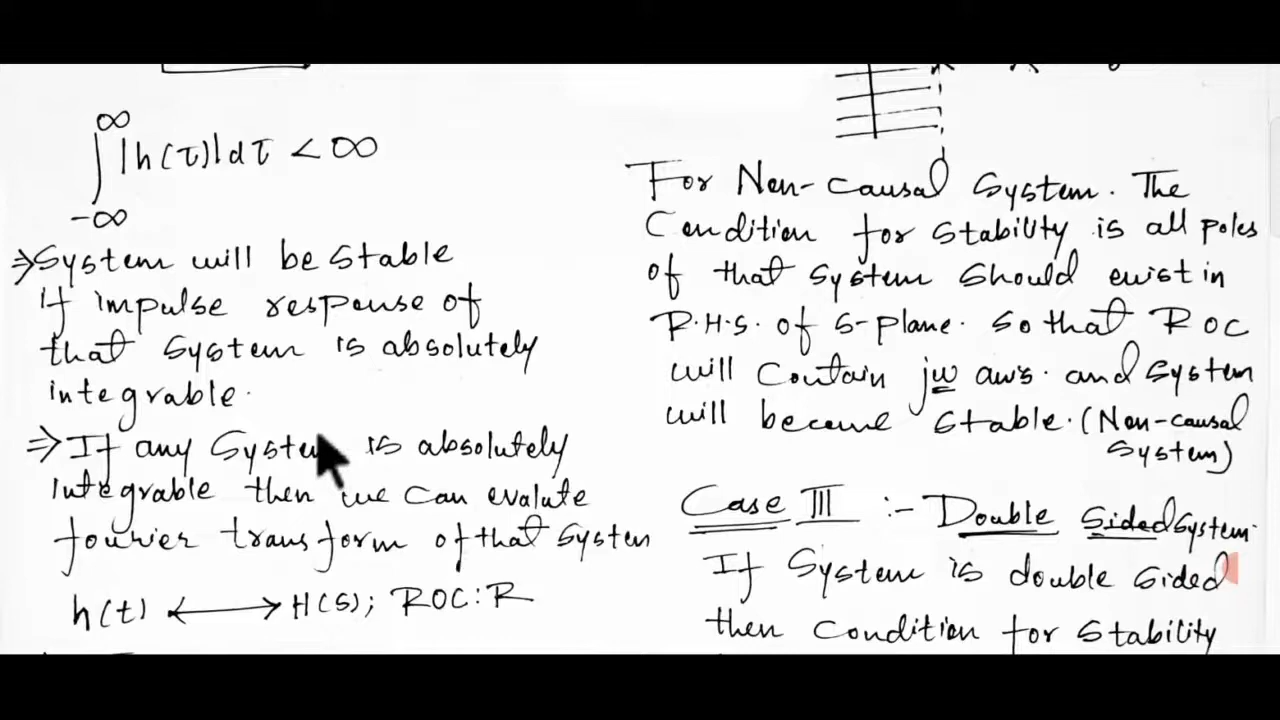 ∞
∫ |h(τ)|dτ < ∞
-∞
⇒ System will be stable
if impulse response of
that system is absolutely
integrable.
⇒ If any System is absolutely
integrable then we can evalute
fourier transform of that system
h(t) ⟷ H(s); ROC:R
For Non-causal System. The
Condition for stability is all poles
of that system should exist in
R.H.S. of s-plane. so that ROC
will contain jw axis. and system
will become stable. (Non-causal
system)
Case III :- Double Sided system.
If System is double sided
then condition for stability